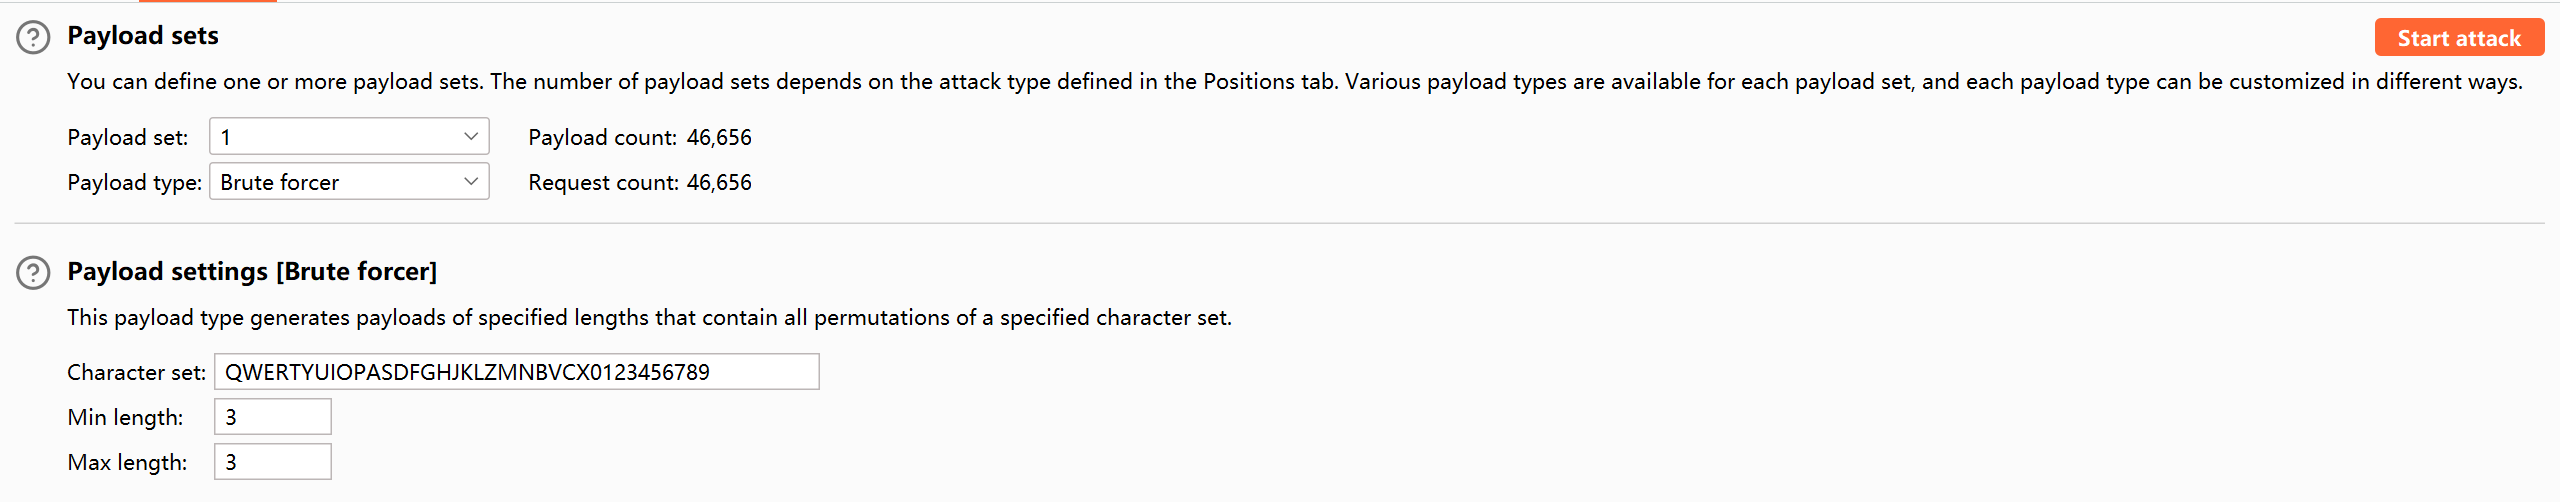 Payload sets
Start attack
You can define one or more payload sets. The number of payload sets depends on the attack type defined in the Positions tab. Various payload types are available for each payload set, and each payload type can be customized in different ways.
Payload set: 1 Payload count: 46,656
Payload type: Brute forcer Request count: 46,656
Payload settings [Brute forcer]
This payload type generates payloads of specified lengths that contain all permutations of a specified character set.
Character set: QWERTYUIOPASDFGHJKLZMNBVCX0123456789
Min length: 3
Max length: 3